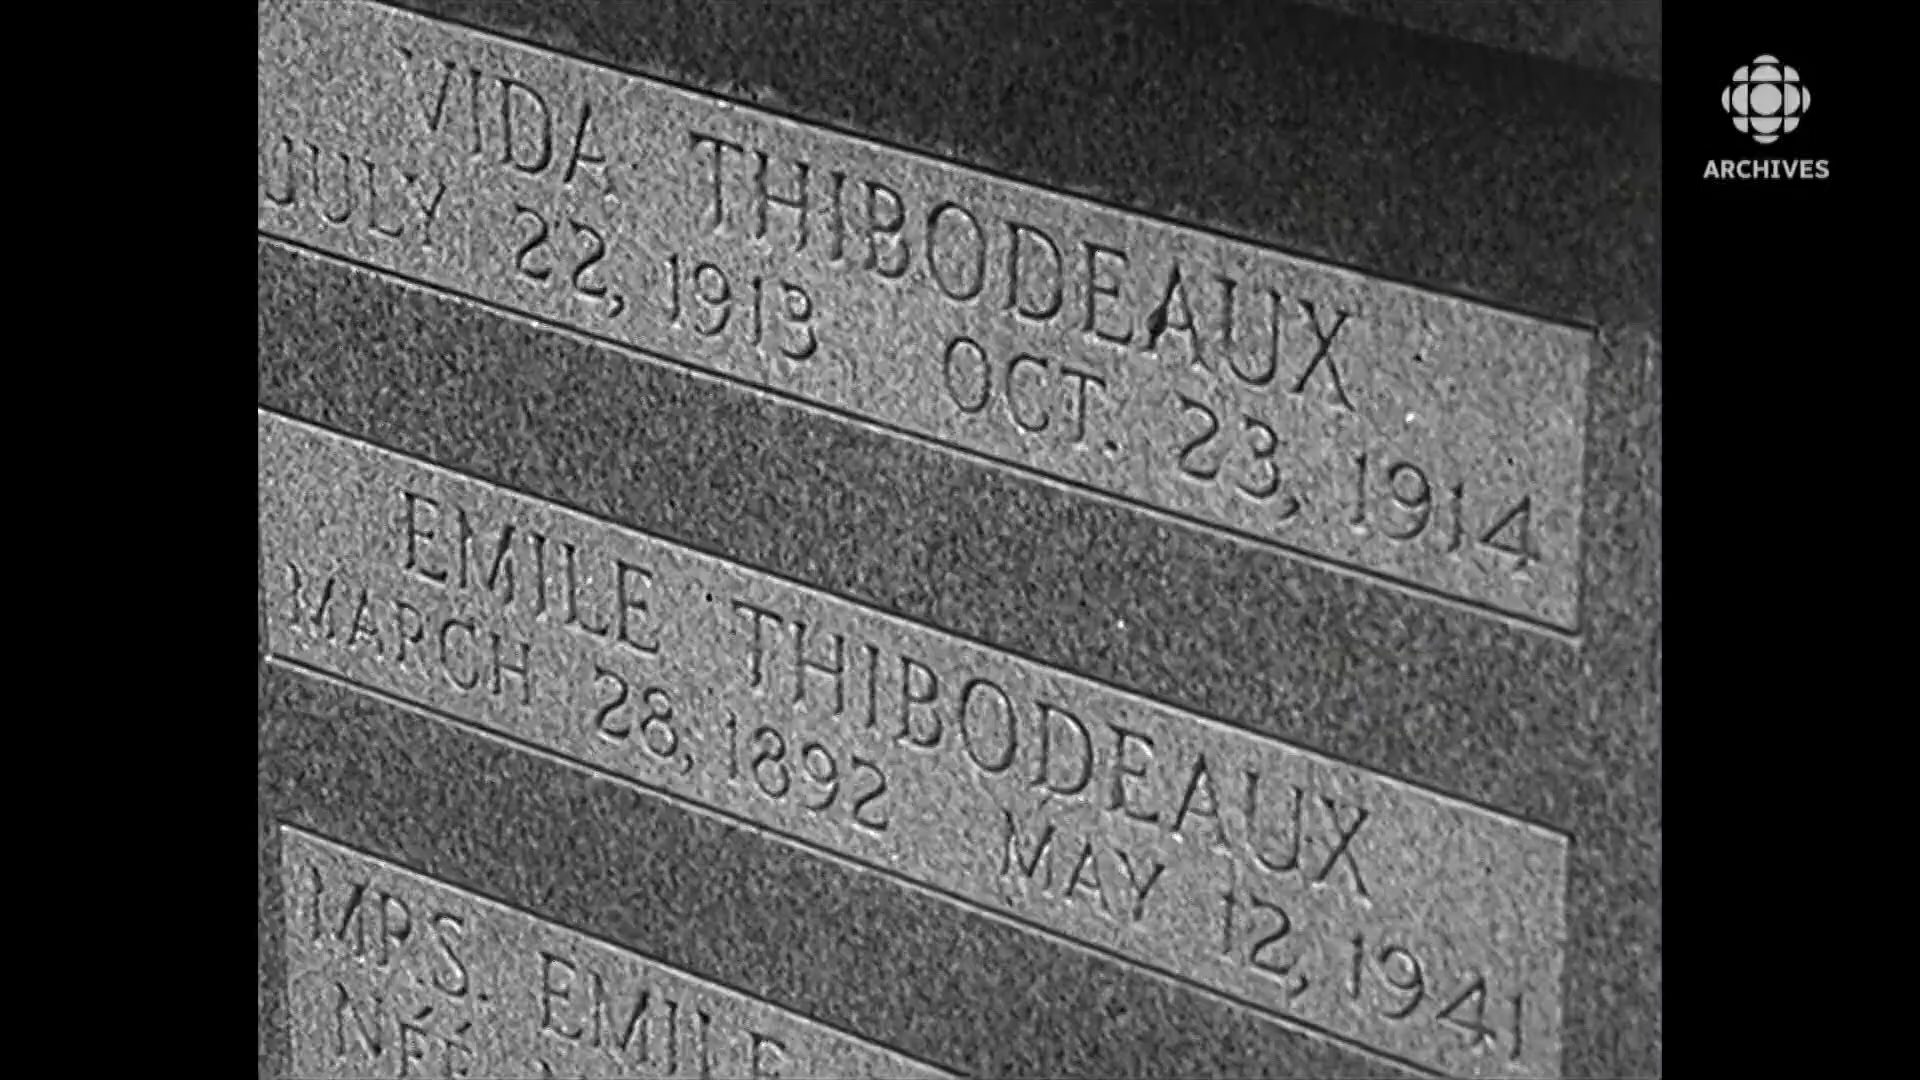 VIDA THIBODEAUX
JULY 22, 1913 OCT. 23, 1914
EMILE THIBODEAUX
MARCH 28, 1892 MAY 12, 1941
MRS. EMILE
NÉE
ARCHIVES